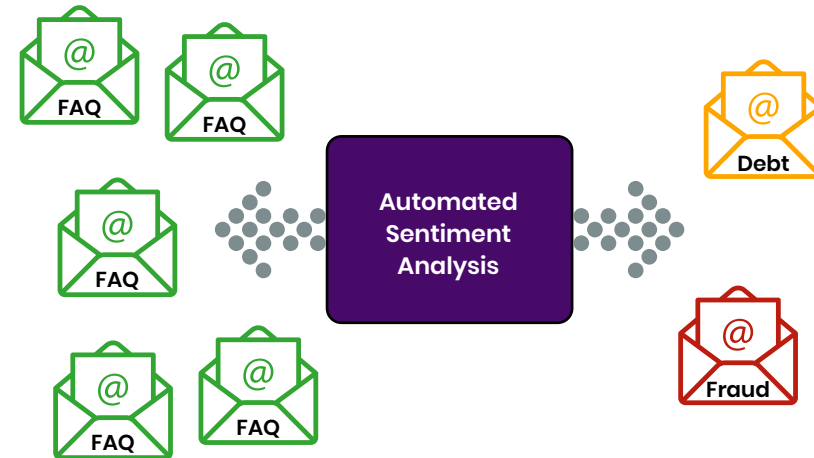 @
FAQ
@
FAQ
@
Debt
Automated
Sentiment
Analysis
@
FAQ
@
Fraud
@
FAQ
@
FAQ